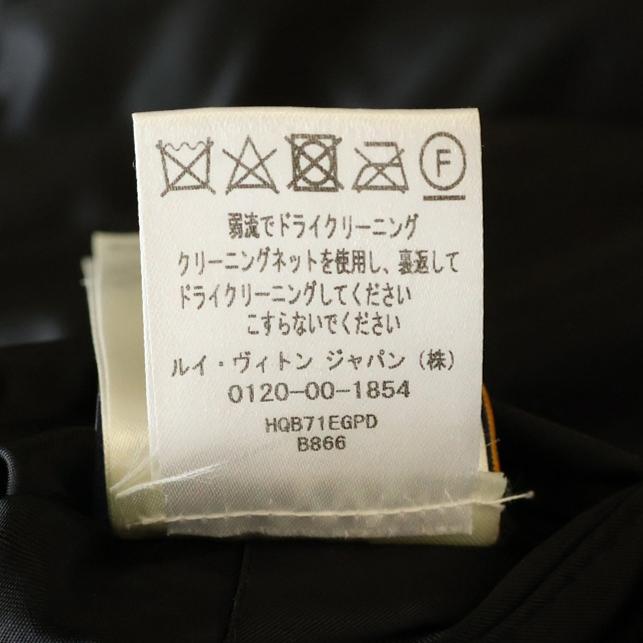 F
弱流でドライクリーニング
クリーニングネットを使用し、裏返して
ドライクリーニングしてください
こすらないでください
ルイ・ヴィトン ジャパン（株）
0120-00-1854
HQB71EGPD
B866